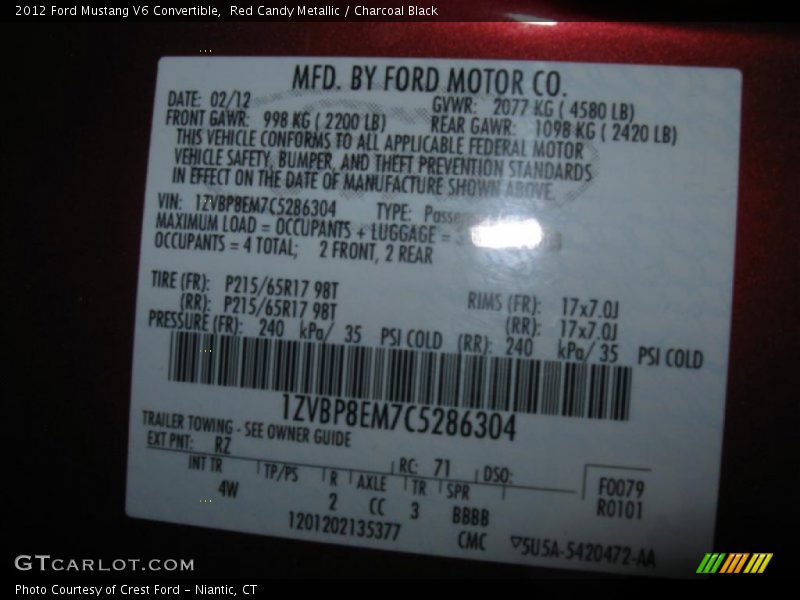 2012 Ford Mustang V6 Convertible,  Red Candy Metallic / Charcoal Black
MFD. BY FORD MOTOR CO.
DATE: 02/12 GVWR: 2077 KG ( 4580 LB)
FRONT GAWR: 998 KG ( 2200 LB) REAR GAWR: 1098 KG ( 2420 LB)
THIS VEHICLE CONFORMS TO ALL APPLICABLE FEDERAL MOTOR
VEHICLE SAFETY, BUMPER, AND THEFT PREVENTION STANDARDS
IN EFFECT ON THE DATE OF MANUFACTURE SHOWN ABOVE.
VIN: 1ZVBP8EM7C5286304 TYPE:
MAXIMUM LOAD = OCCUPANTS + LUGGAGE =
OCCUPANTS = 4 TOTAL; 2 FRONT, 2 REAR
TIRE (FR): P215/65R17 98T RIMS (FR): 17x7.0J
(RR): P215/65R17 98T (RR): 17x7.0J
PRESSURE (FR): 240 kPa/ 35 PSI COLD (RR): 240 kPa/ 35 PSI COLD
1ZVBP8EM7C5286304
TRAILER TOWING - SEE OWNER GUIDE
EXT PNT: RZ RC: 71 DSO: F0079
INT TR TP/PS R AXLE TR SPR R0101
4W 2 CC 3 BBBB
1201202135377 CMC ▽5U5A-5420472-AA
GTCARLOT.COM
Photo Courtesy of Crest Ford - Niantic, CT